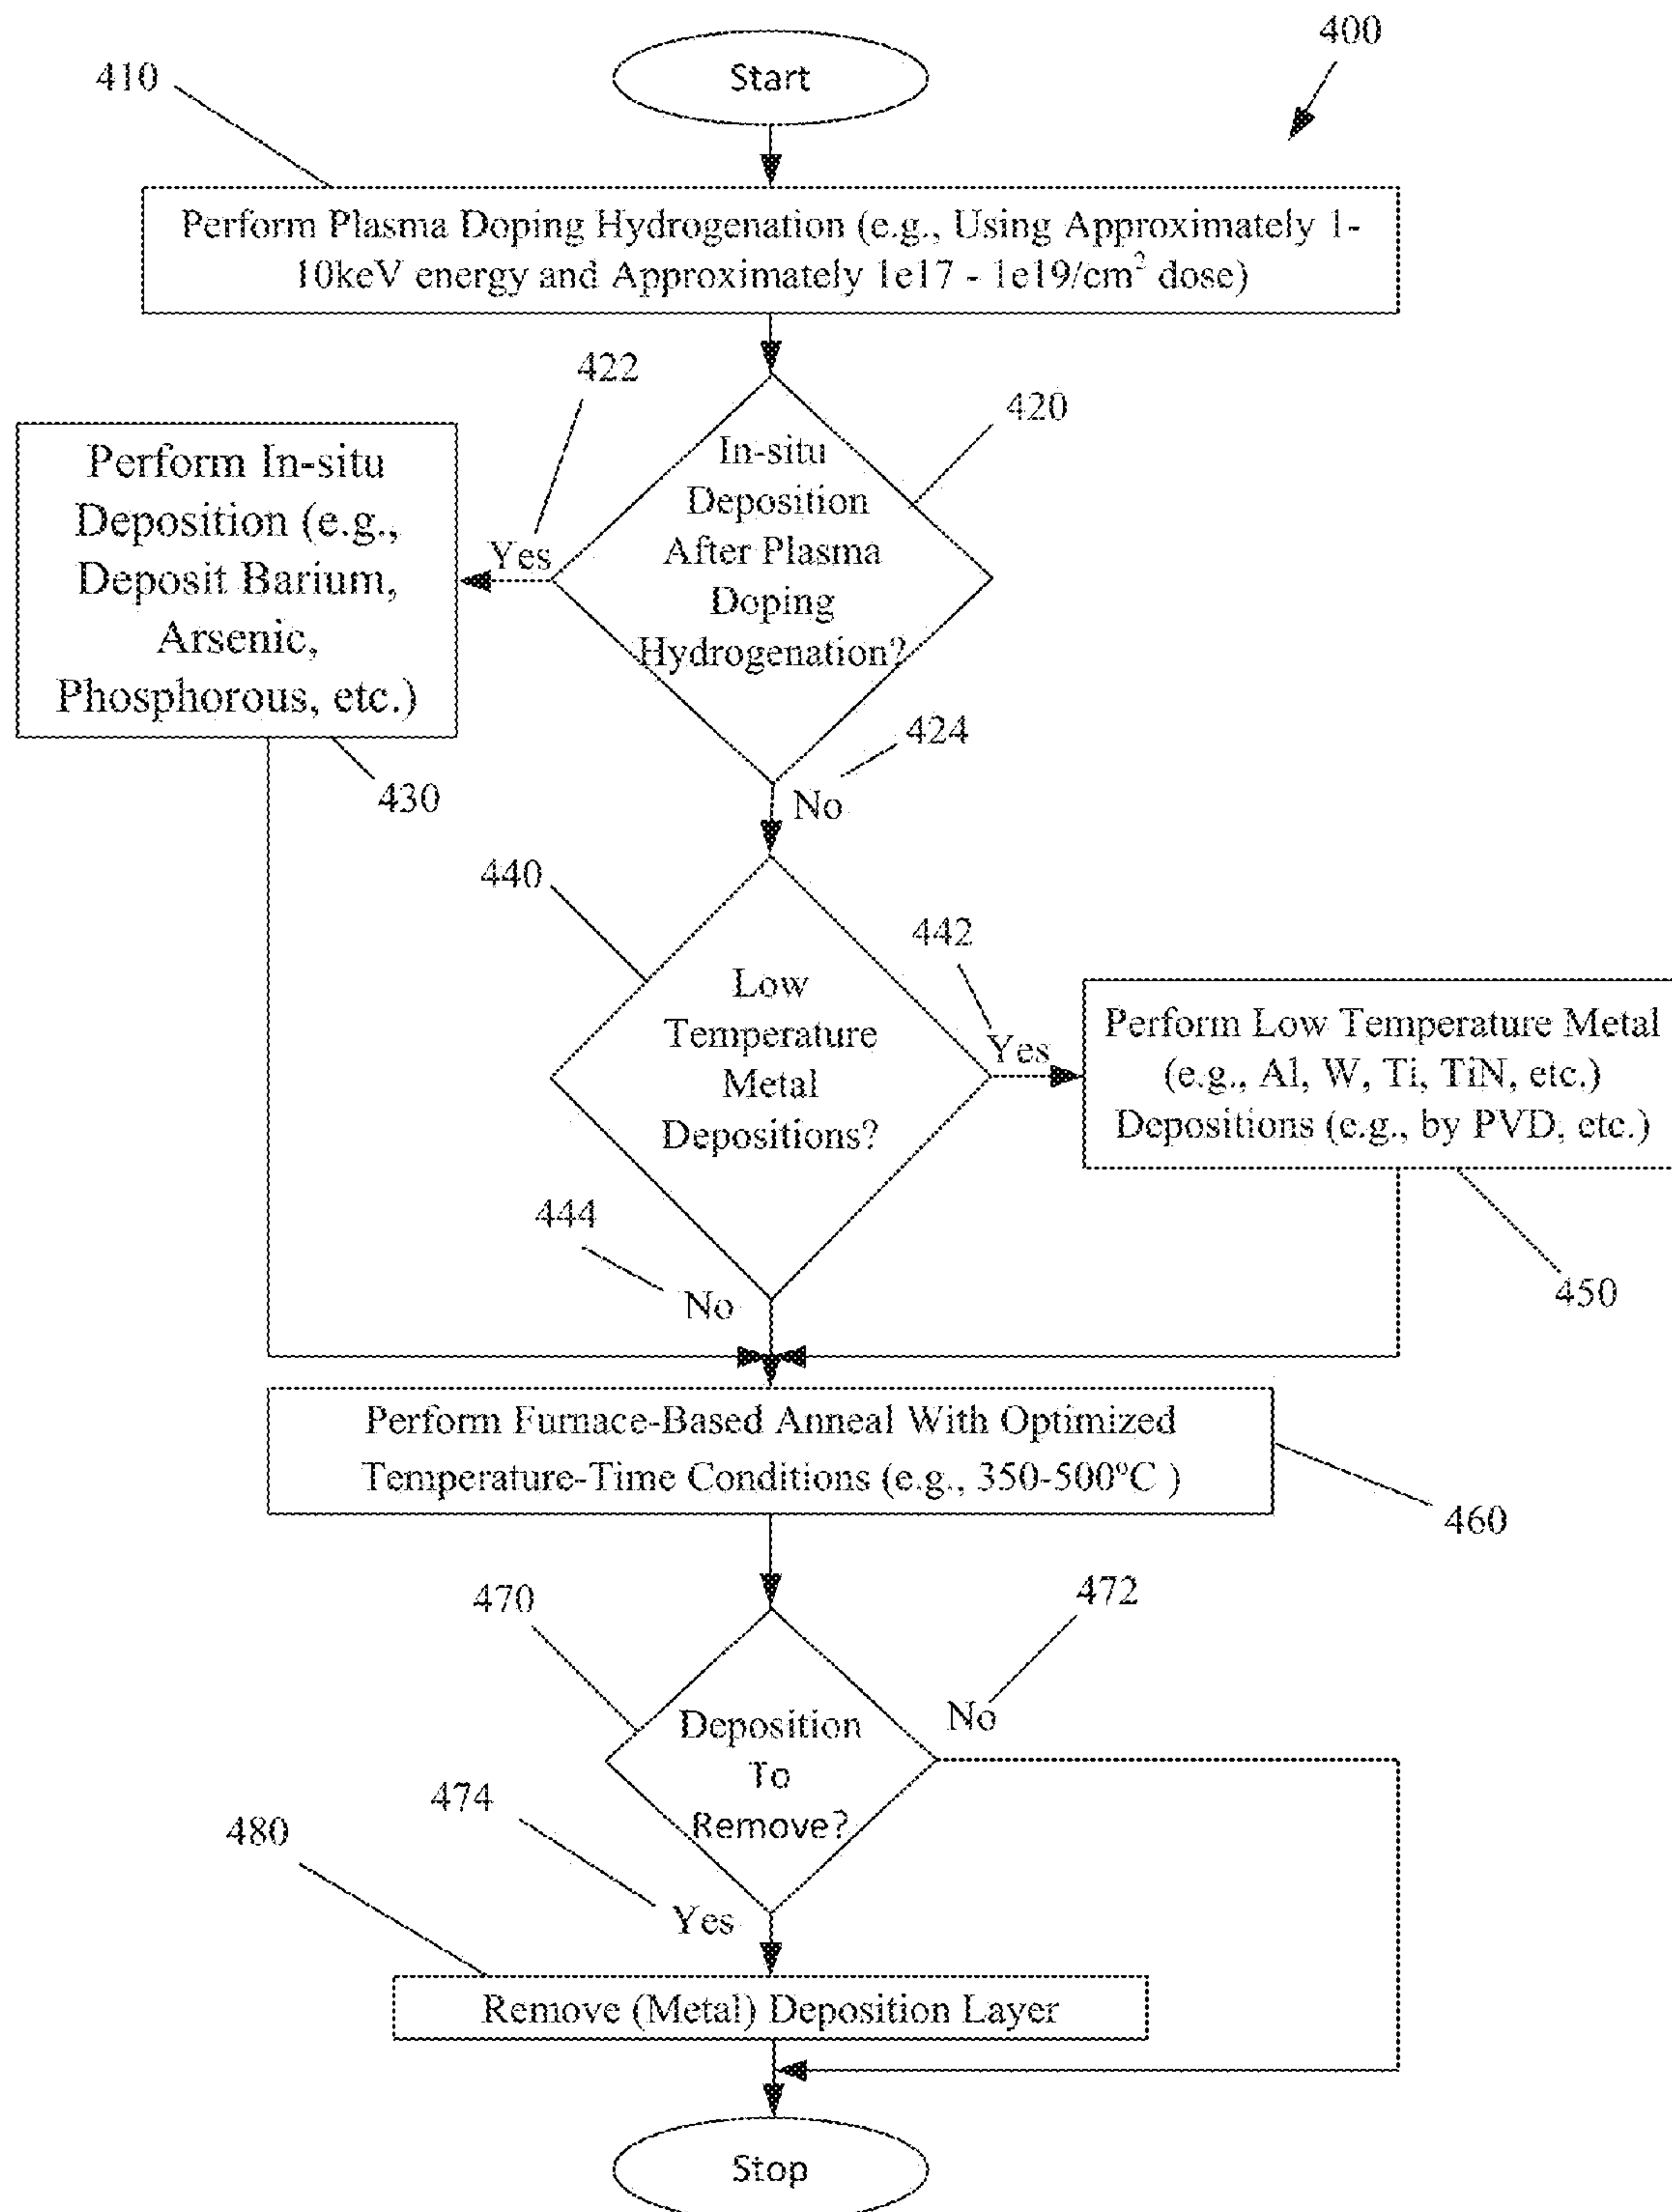 400
410
Start
Perform Plasma Doping Hydrogenation (e.g., Using Approximately 1-
10keV energy and Approximately 1e17 - 1e19/cm² dose)
422
420
Perform In-situ
Deposition (e.g.,
Deposit Barium,
Arsenic,
Phosphorous, etc.)
Yes
In-situ
Deposition
After Plasma
Doping
Hydrogenation?
424
430
No
440
442
Low
Temperature
Metal
Depositions?
Yes
Perform Low Temperature Metal
(e.g., Al, W, Ti, TiN, etc.)
Depositions (e.g., by PVD, etc.)
444
No
450
Perform Furnace-Based Anneal With Optimized
Temperature-Time Conditions (e.g., 350-500ºC )
460
470
472
Deposition
To
Remove?
No
474
480
Yes
Remove (Metal) Deposition Layer
Stop